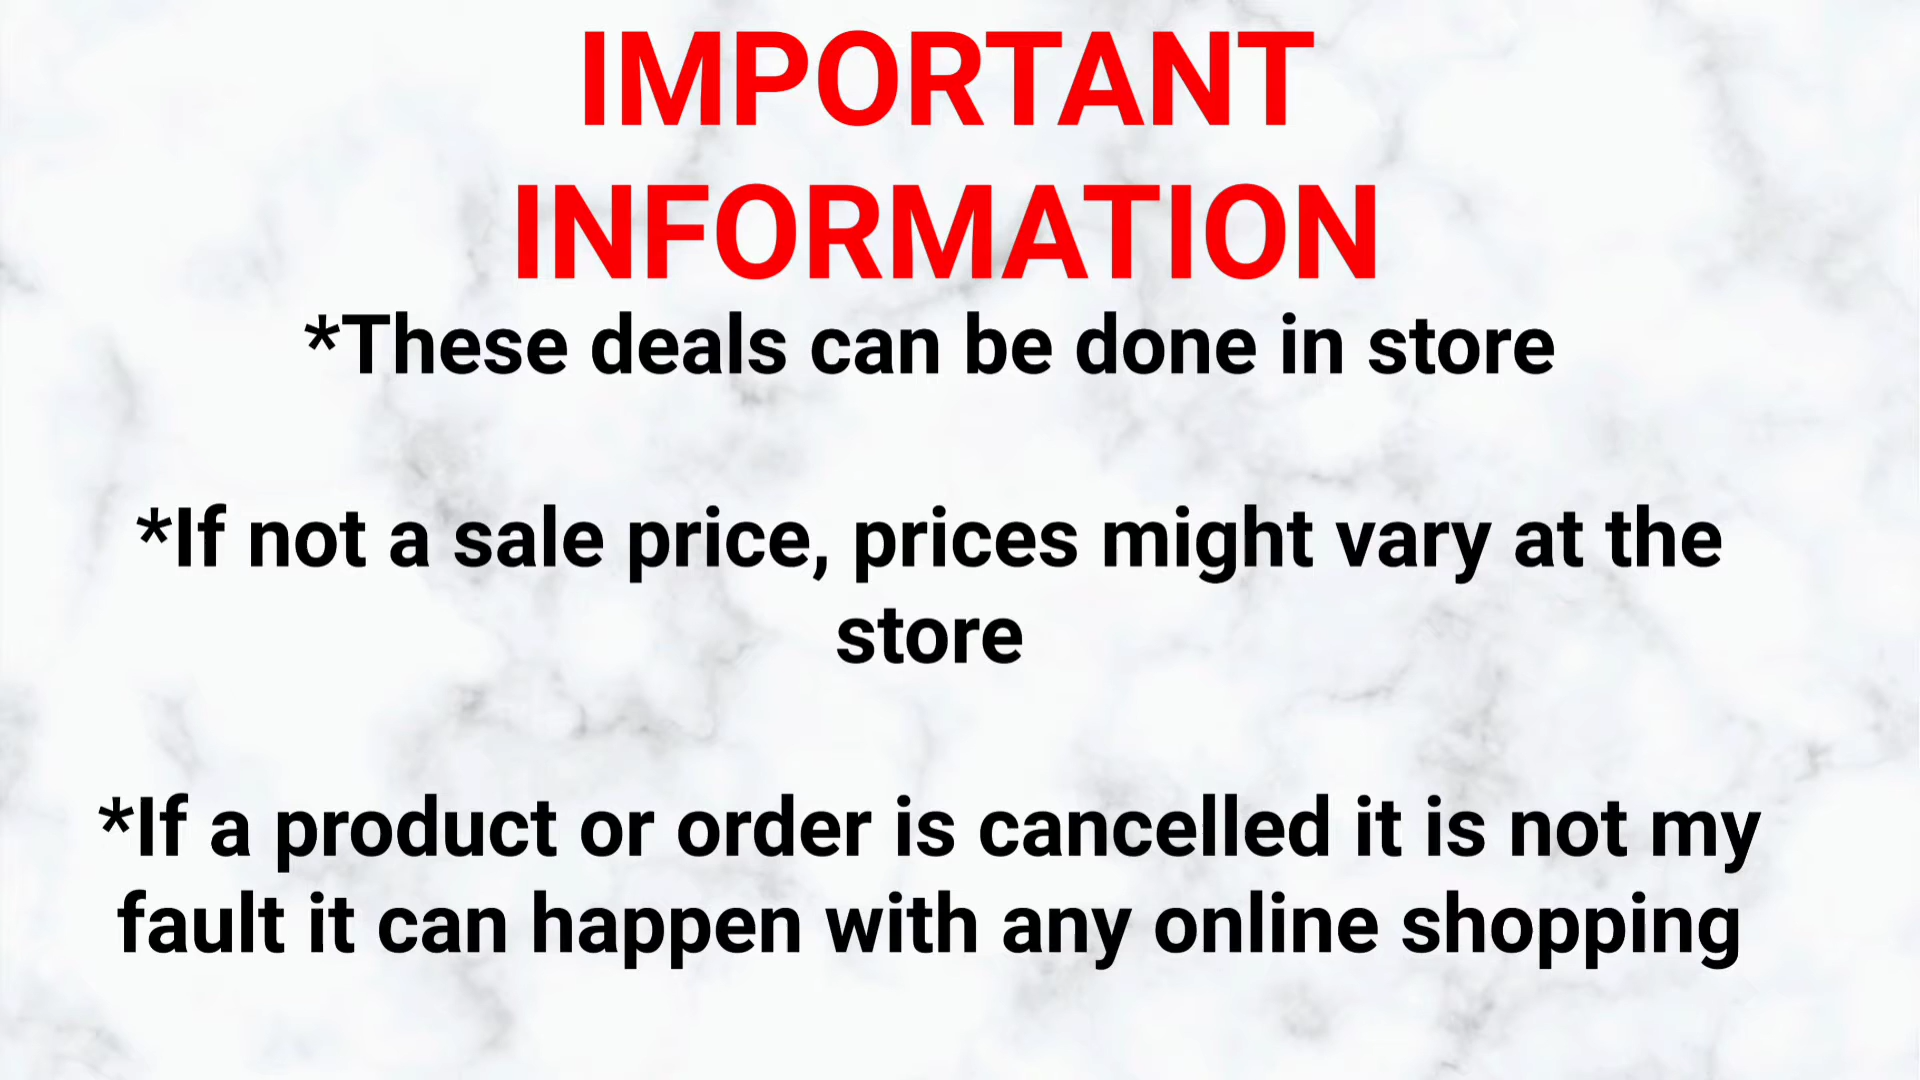 IMPORTANT
INFORMATION
*These deals can be done in store
*If not a sale price, prices might vary at the
store
*If a product or order is cancelled it is not my
fault it can happen with any online shopping